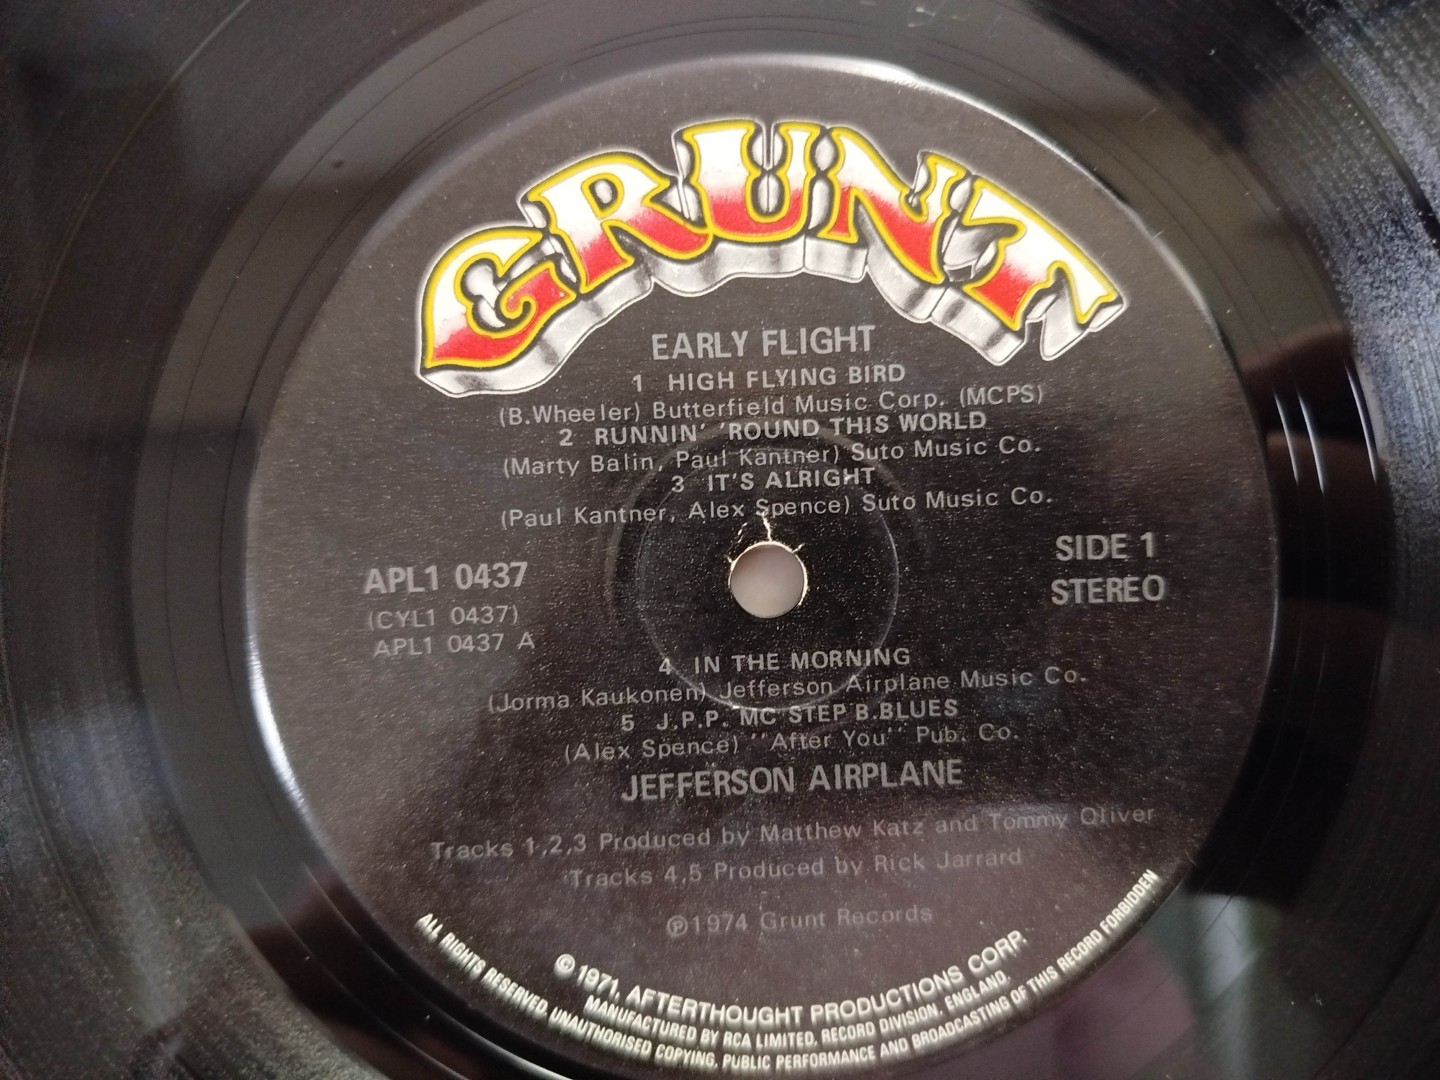 GRUNT
EARLY FLIGHT
1 HIGH FLYING BIRD
(B.Wheeler) Butterfield Music Corp. (MCPS)
2 RUNNIN' 'ROUND THIS WORLD
(Marty Balin, Paul Kantner) Suto Music Co.
3 IT'S ALRIGHT
(Paul Kantner, Alex Spence) Suto Music Co.
APL1 0437
(CYL1 0437)
APL1 0437 A
SIDE 1
STEREO
4 IN THE MORNING
(Jorma Kaukonen) Jefferson Airplane Music Co.
5 J.P.P. MC STEP B.BLUES
(Alex Spence) "After You" Pub. Co.
JEFFERSON AIRPLANE
Tracks 1,2,3 Produced by Matthew Katz and Tommy Oliver
Tracks 4,5 Produced by Rick Jarrard
℗1974 Grunt Records
© 1971, AFTERTHOUGHT PRODUCTIONS CORP.
MANUFACTURED BY RCA LIMITED, RECORD DIVISION, ENGLAND.
ALL RIGHTS RESERVED, UNAUTHORISED COPYING, PUBLIC PERFORMANCE AND BROADCASTING OF THIS RECORD FORBIDDEN